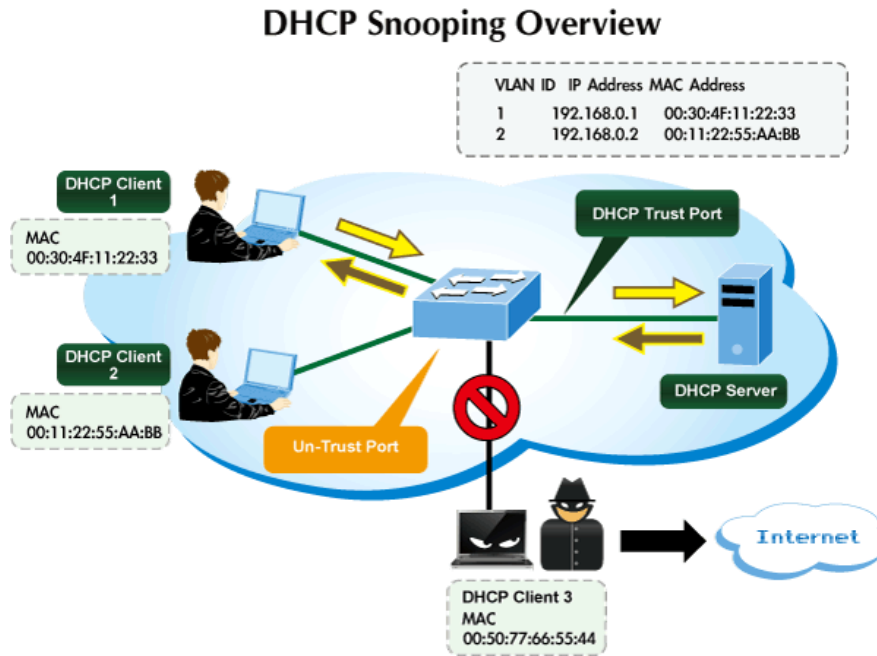 DHCP Snooping Overview
VLAN ID IP Address MAC Address
1 192.168.0.1 00:30:4F:11:22:33
2 192.168.0.2 00:11:22:55:AA:BB
DHCP Client
1
MAC
00:30:4F:11:22:33
DHCP Trust Port
DHCP Client
2
MAC
00:11:22:55:AA:BB
Un-Trust Port
DHCP Server
Internet
DHCP Client 3
MAC
00:50:77:66:55:44